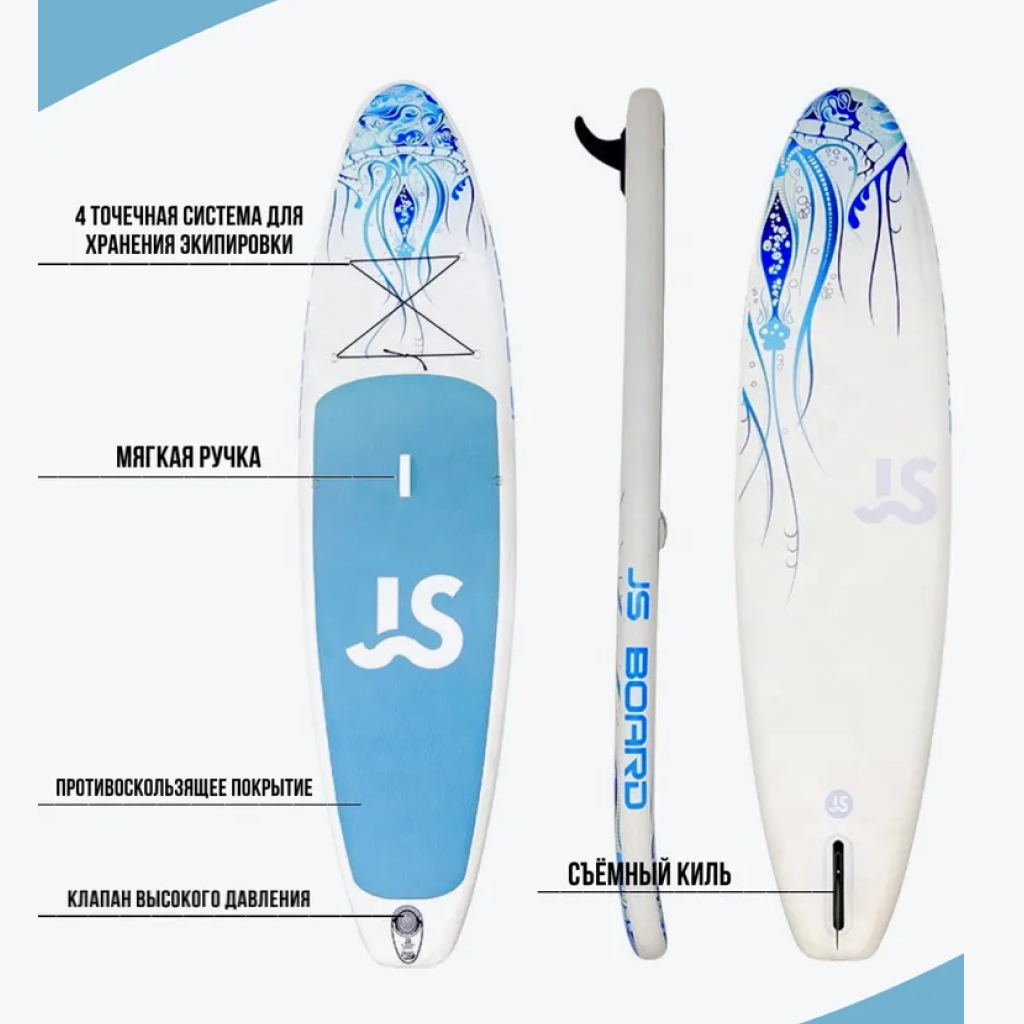 4 ТОЧЕЧНАЯ СИСТЕМА ДЛЯ
ХРАНЕНИЯ ЭКИПИРОВКИ
МЯГКАЯ РУЧКА
JS
JS
JS BOARD
ПРОТИВОСКОЛЬЗЯЩЕЕ ПОКРЫТИЕ
JS
СЪЁМНЫЙ КИЛЬ
КЛАПАН ВЫСОКОГО ДАВЛЕНИЯ